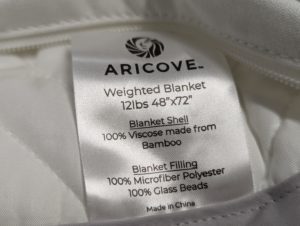 ARICOVE™
Weighted Blanket
12lbs 48"x72"
Blanket Shell
100% Viscose made from
Bamboo
Blanket Filling
100% Microfiber Polyester
100% Glass Beads
Made in China